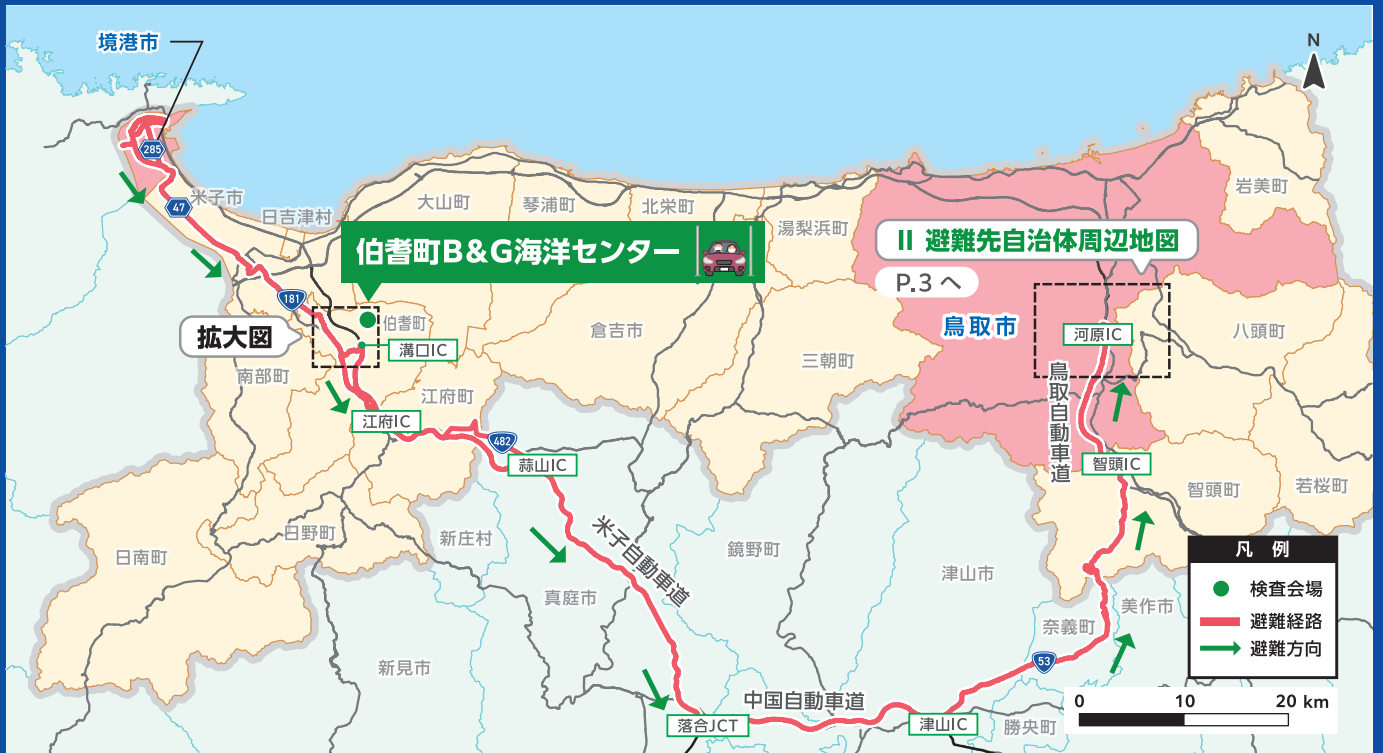 境港市
N
285
米子市
47
日吉津村
大山町
琴浦町
北栄町
湯梨浜町
岩美町
伯耆町B&G海洋センター
II 避難先自治体周辺地図
P.3 へ
181
拡大図
伯耆町
溝口IC
倉吉市
三朝町
鳥取市
河原IC
八頭町
南部町
江府町
江府IC
鳥取自動車道
482
蒜山IC
智頭IC
智頭町
若桜町
日南町
日野町
新庄村
米子自動車道
鏡野町
津山市
真庭市
新見市
奈義町
美作市
53
中国自動車道
落合JCT
津山IC
勝央町
凡 例
検査会場
避難経路
避難方向
0 10 20 km